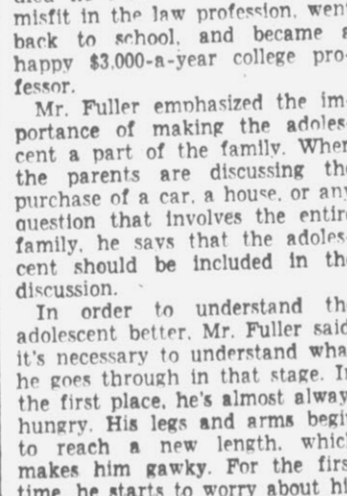 misfit in the law profession, went
back to school, and became a
happy $3,000-a-year college pro-
fessor.
Mr. Fuller emphasized the im-
portance of making the adoles-
cent a part of the family. When
the parents are discussing the
purchase of a car, a house, or any
question that involves the entire
family, he says that the adoles-
cent should be included in the
discussion.
In order to understand the
adolescent better, Mr. Fuller said
it's necessary to understand what
he goes through in that stage. In
the first place, he's almost always
hungry. His legs and arms begin
to reach a new length, which
makes him gawky. For the first
time, he starts to worry about his